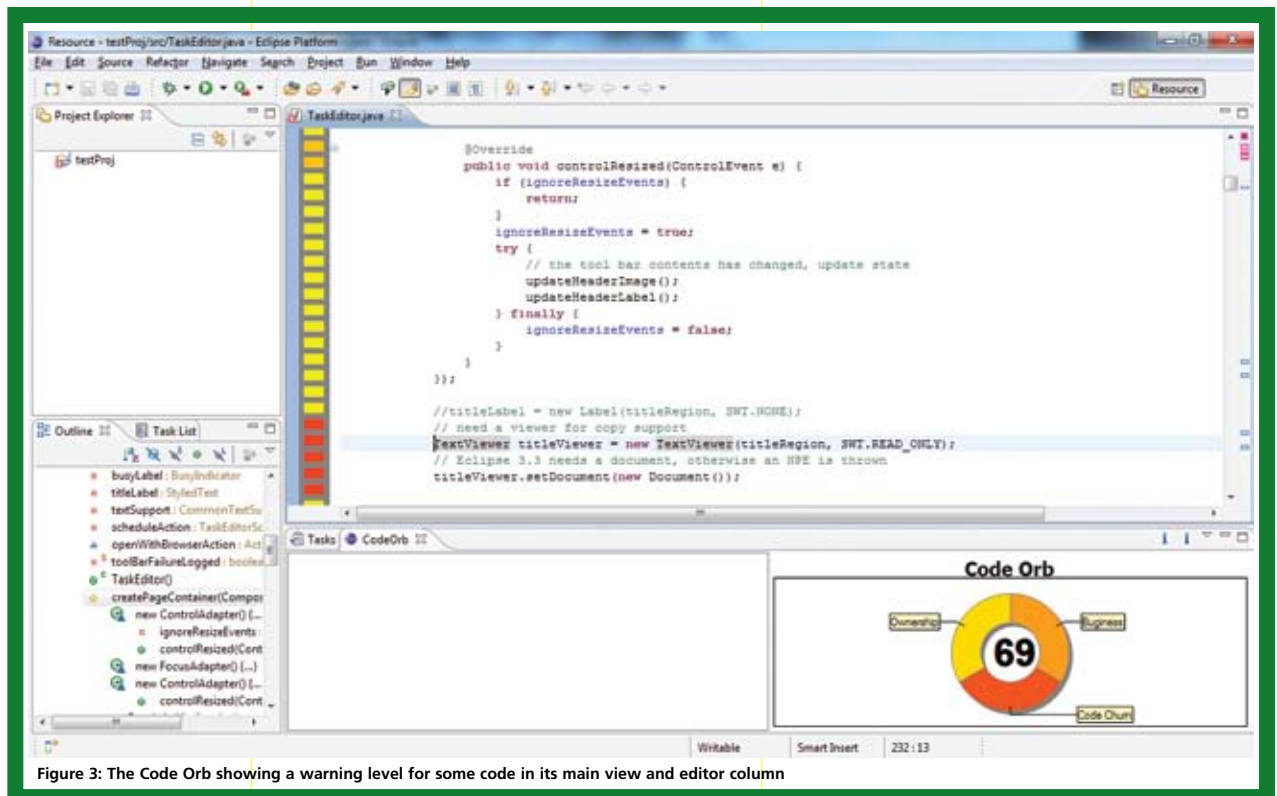 Resource - testProj/src/TaskEditor.java - Eclipse Platform
File Edit Source Refactor Navigate Search Project Run Window Help
Resource
Project Explorer
testProj
TaskEditor.java
@Override
public void controlResized(ControlEvent e) {
if (ignoreResizeEvents) {
return;
}
ignoreResizeEvents = true;
try {
// the tool bar contents has changed, update state
updateHeaderImage();
updateHeaderLabel();
} finally {
ignoreResizeEvents = false;
}
}
});
//titleLabel = new Label(titleRegion, SWT.NONE);
// need a viewer for copy support
TextViewer titleViewer = new TextViewer(titleRegion, SWT.READ_ONLY);
// Eclipse 3.3 needs a document, otherwise an NPE is thrown
titleViewer.setDocument(new Document());
Outline Task List
busyLabel : BusyIndicator
titleLabel : StyledText
textSupport : CommonTextSu
scheduleAction : TaskEditorSc
openWithBrowserAction : Act
toolBarFailureLogged : boolea
TaskEditor()
createPageContainer(Compos
new ControlAdapter() {...
ignoreResizeEvents :
controlResized(Cont
new FocusAdapter() {...}
new ControlAdapter() {...
controlResized(Cont
Tasks CodeOrb
Code Orb
Ownership
Buginess
69
Code Churn
Writable Smart Insert 232 : 13
Figure 3: The Code Orb showing a warning level for some code in its main view and editor column